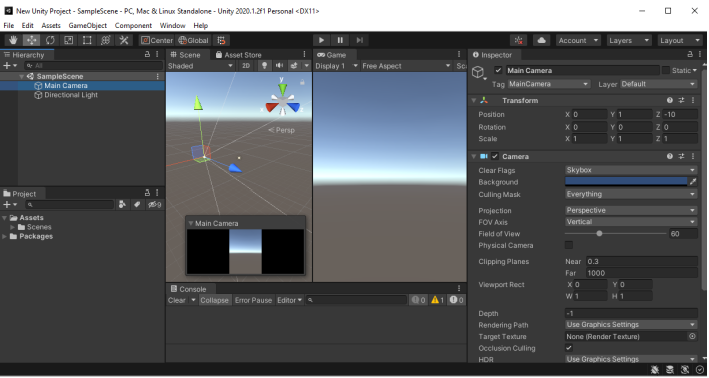 New Unity Project - SampleScene - PC, Mac & Linux Standalone - Unity 2020.1.2f1 Personal <DX11>
File Edit Assets GameObject Component Window Help
Center Global Account Layers Layout
Hierarchy
All
SampleScene
Main Camera
Directional Light
Project
9
Assets
Scenes
Packages
Scene Asset Store
Shaded 2D
y
x
z
Persp
Main Camera
Game
Display 1 Free Aspect Sc
Console
Clear Collapse Error Pause Editor 0 1 0
Inspector
Main Camera Static
Tag MainCamera Layer Default
Transform
Position X 0 Y 1 Z -10
Rotation X 0 Y 0 Z 0
Scale X 1 Y 1 Z 1
Camera
Clear Flags Skybox
Background
Culling Mask Everything
Projection Perspective
FOV Axis Vertical
Field of View 60
Physical Camera
Clipping Planes Near 0.3
Far 1000
Viewport Rect X 0 Y 0
W 1 H 1
Depth -1
Rendering Path Use Graphics Settings
Target Texture None (Render Texture)
Occlusion Culling
HDR Use Graphics Settings